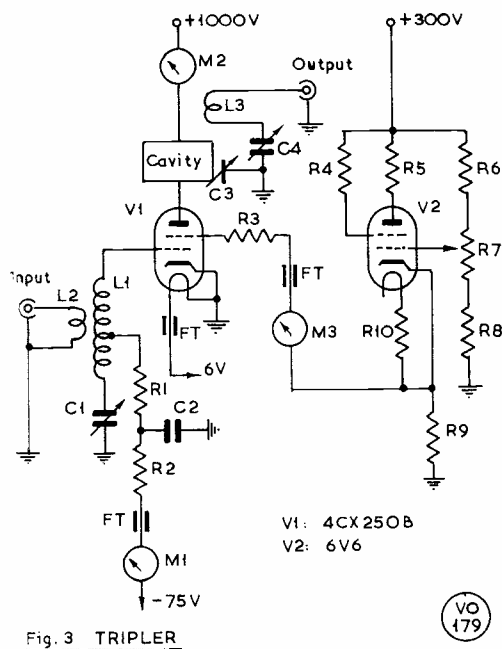 +1000V
+300V
M2
Output
L3
C4
Cavity
C3
R4
R5
R6
V1
V2
R3
R7
Input
L2
L1
FT
FT
M3
R10
R8
6V
R1
C1
C2
R9
R2
V1: 4CX250B
V2: 6V6
FT
M1
-75V
VO
179
Fig. 3 TRIPLER